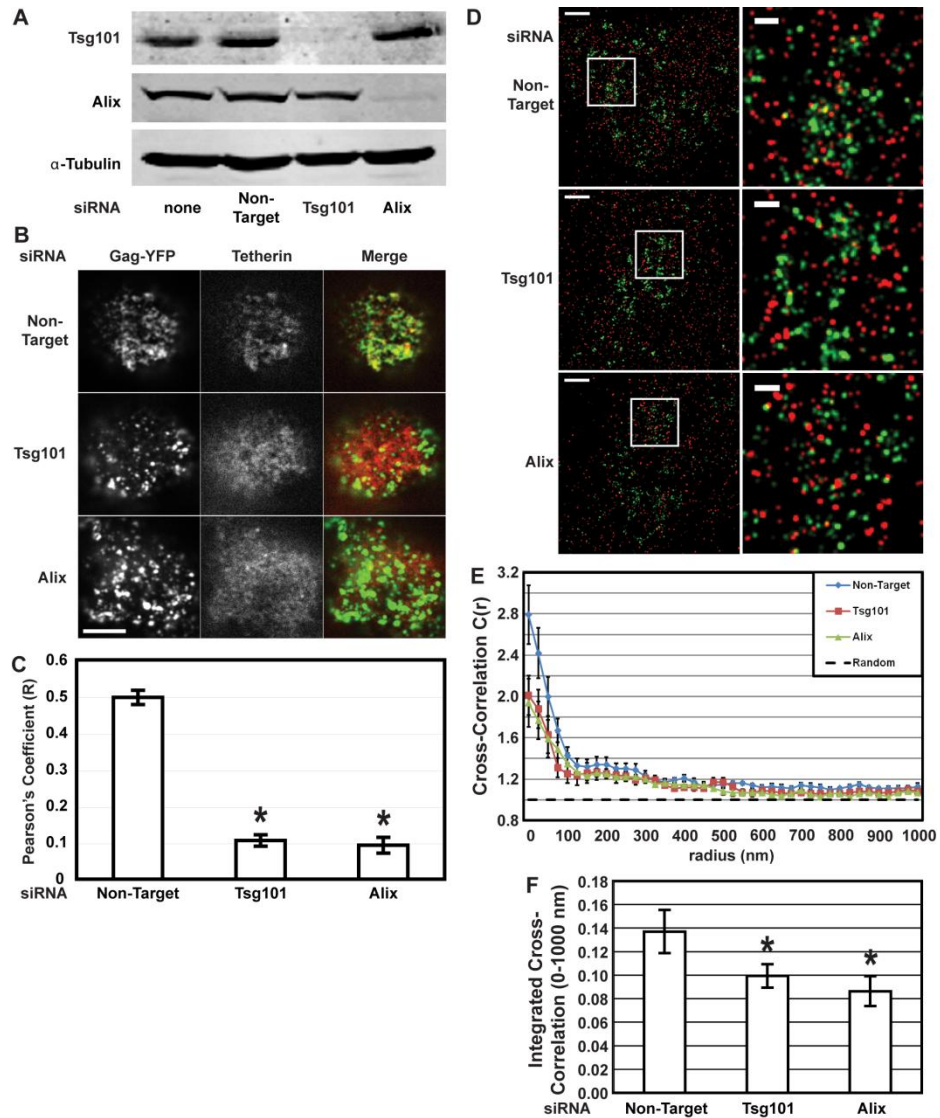 A
Tsg101
Alix
α-Tubulin
siRNA none Non-Target Tsg101 Alix
B
siRNA Gag-YFP Tetherin Merge
Non-
Target
Tsg101
Alix
C
Pearson's Coefficient (R)
0.6
0.5
0.4
0.3
0.2
0.1
0
* *
siRNA Non-Target Tsg101 Alix
D
siRNA
Non-
Target
Tsg101
Alix
E
Cross-Correlation C(r)
3.2
2.8
2.4
2.0
1.6
1.2
0.8
Non-Target
Tsg101
Alix
Random
0 100 200 300 400 500 600 700 800 900 1000
radius (nm)
F
Integrated Cross-
Correlation (0-1000 nm)
0.18
0.16
0.14
0.12
0.10
0.08
0.06
0.04
0.02
0.00
* *
siRNA Non-Target Tsg101 Alix